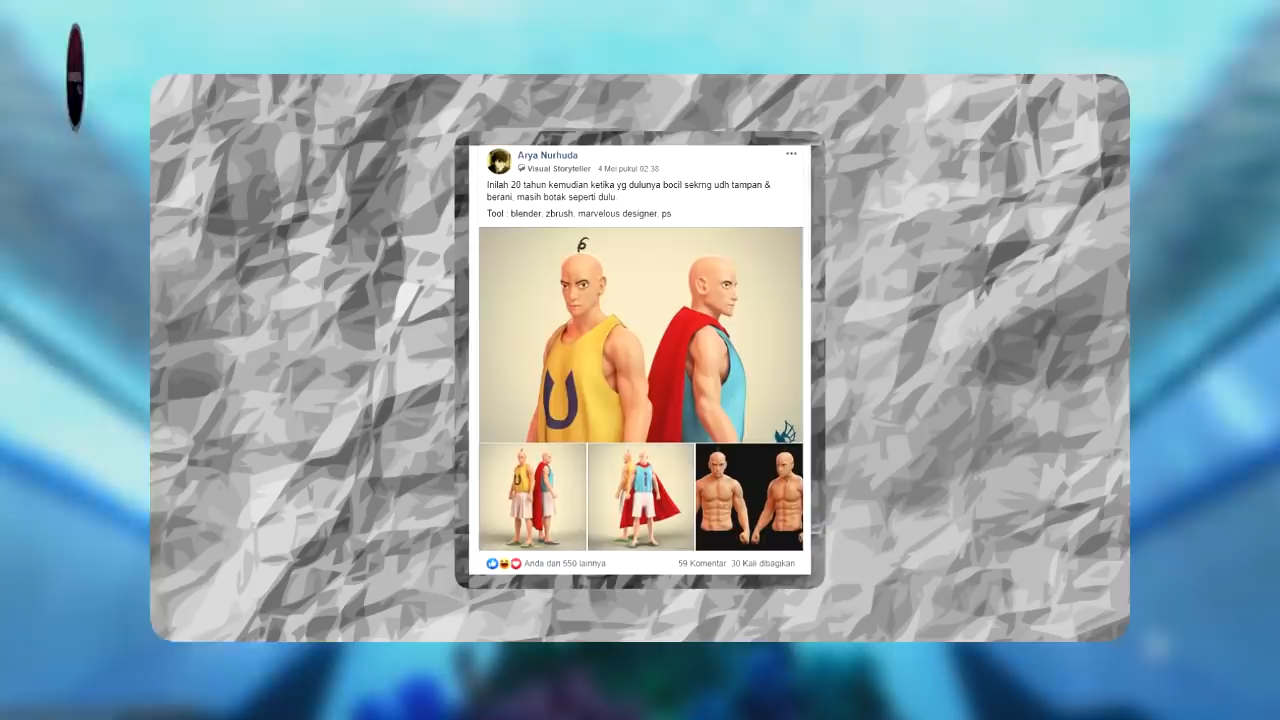 Arya Nurhuda
Visual Storyteller 4 Mei pukul 02.38
Inilah 20 tahun kemudian ketika yg dulunya bocil sekrng udh tampan &
berani, masih botak seperti dulu.
Tool : blender, zbrush, marvelous designer, ps
Anda dan 550 lainnya 59 Komentar 30 Kali dibagikan